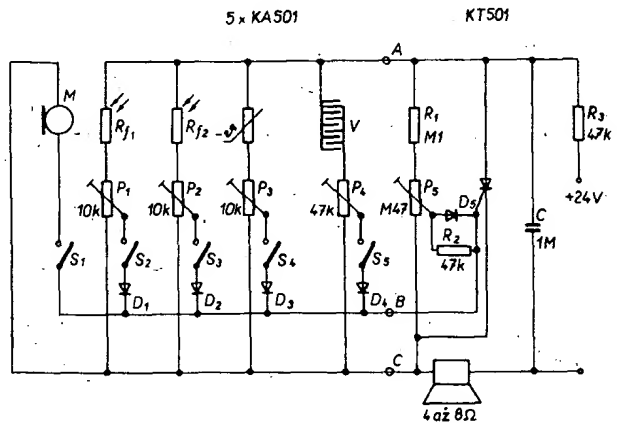 5 x KA501 KT501
A
M
Rf1
Rf2
-ϑ
V
R1
M1
R3
47k
+24V
P1
10k
P2
10k
P3
10k
P4
47k
P5
M47
D5
R2
47k
C
1M
S1
S2
S3
S4
S5
D1
D2
D3
D4
B
C
4 až 8Ω